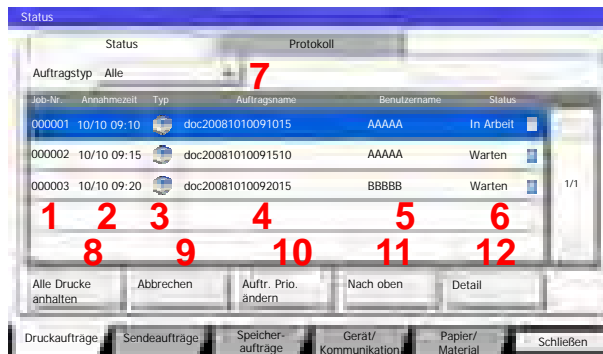 Status
Status Protokoll
Auftragstyp Alle 7
Job-Nr. Annahmezeit Typ Auftragsname Benutzername Status
000001 10/10 09:10 doc20081010091015 AAAAA In Arbeit
000002 10/10 09:15 doc20081010091510 AAAAA Warten
000003 10/10 09:20 doc20081010092015 BBBBB Warten 1/1
1 2 3 4 5 6
8 9 10 11 12
Alle Drucke anhalten Abbrechen Auftr. Prio. ändern Nach oben Detail
Druckaufträge Sendeaufträge Speicher-aufträge Gerät/Kommunikation Papier/Material Schließen